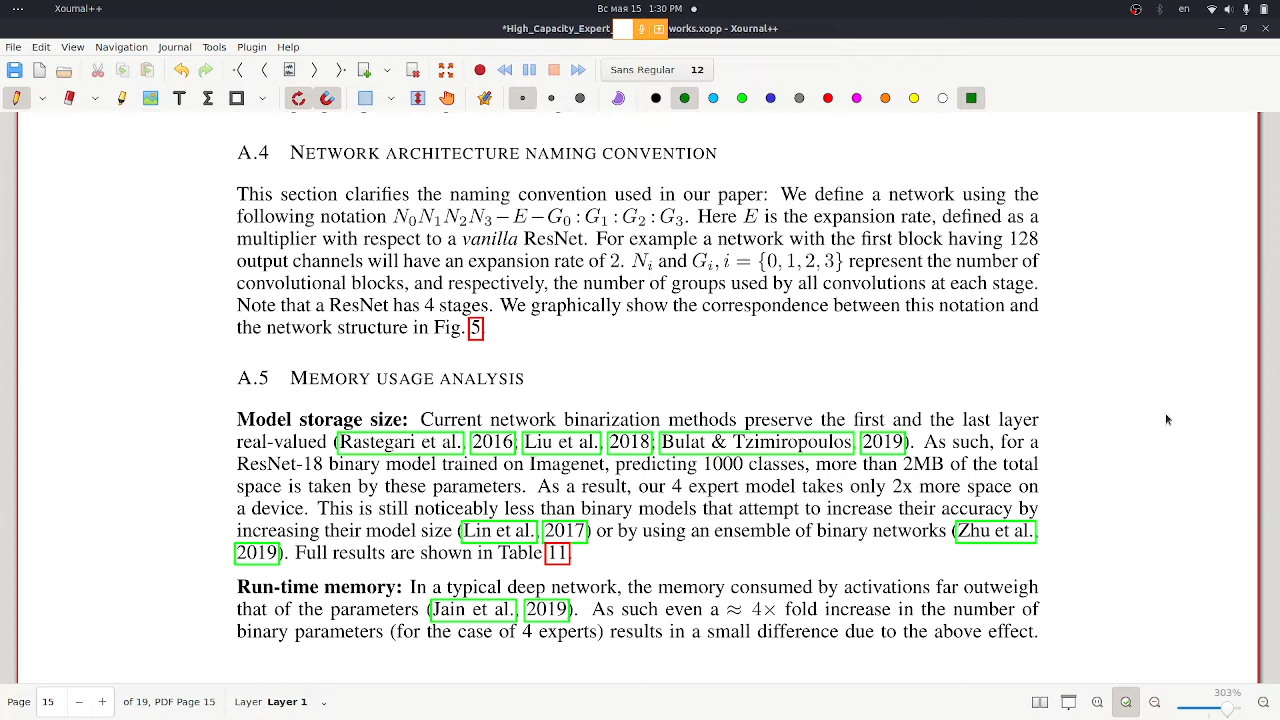 Xournal++
Вс мая 15 1:30 PM
en
*High_Capacity_Expert_ works.xopp - Xournal++
File Edit View Navigation Journal Tools Plugin Help
Sans Regular 12
A.4 NETWORK ARCHITECTURE NAMING CONVENTION
This section clarifies the naming convention used in our paper: We define a network using the
following notation N₀N₁N₂N₃−E−G₀:G₁:G₂:G₃. Here E is the expansion rate, defined as a
multiplier with respect to a vanilla ResNet. For example a network with the first block having 128
output channels will have an expansion rate of 2. Nᵢ and Gᵢ, i = {0, 1, 2, 3} represent the number of
convolutional blocks, and respectively, the number of groups used by all convolutions at each stage.
Note that a ResNet has 4 stages. We graphically show the correspondence between this notation and
the network structure in Fig. 5.
A.5 MEMORY USAGE ANALYSIS
Model storage size: Current network binarization methods preserve the first and the last layer
real-valued (Rastegari et al., 2016; Liu et al., 2018; Bulat & Tzimiropoulos, 2019). As such, for a
ResNet-18 binary model trained on Imagenet, predicting 1000 classes, more than 2MB of the total
space is taken by these parameters. As a result, our 4 expert model takes only 2x more space on
a device. This is still noticeably less than binary models that attempt to increase their accuracy by
increasing their model size (Lin et al., 2017) or by using an ensemble of binary networks (Zhu et al.,
2019). Full results are shown in Table 11.
Run-time memory: In a typical deep network, the memory consumed by activations far outweigh
that of the parameters (Jain et al., 2019). As such even a ≈ 4× fold increase in the number of
binary parameters (for the case of 4 experts) results in a small difference due to the above effect.
Page 15 − + of 19, PDF Page 15 Layer Layer 1 303%